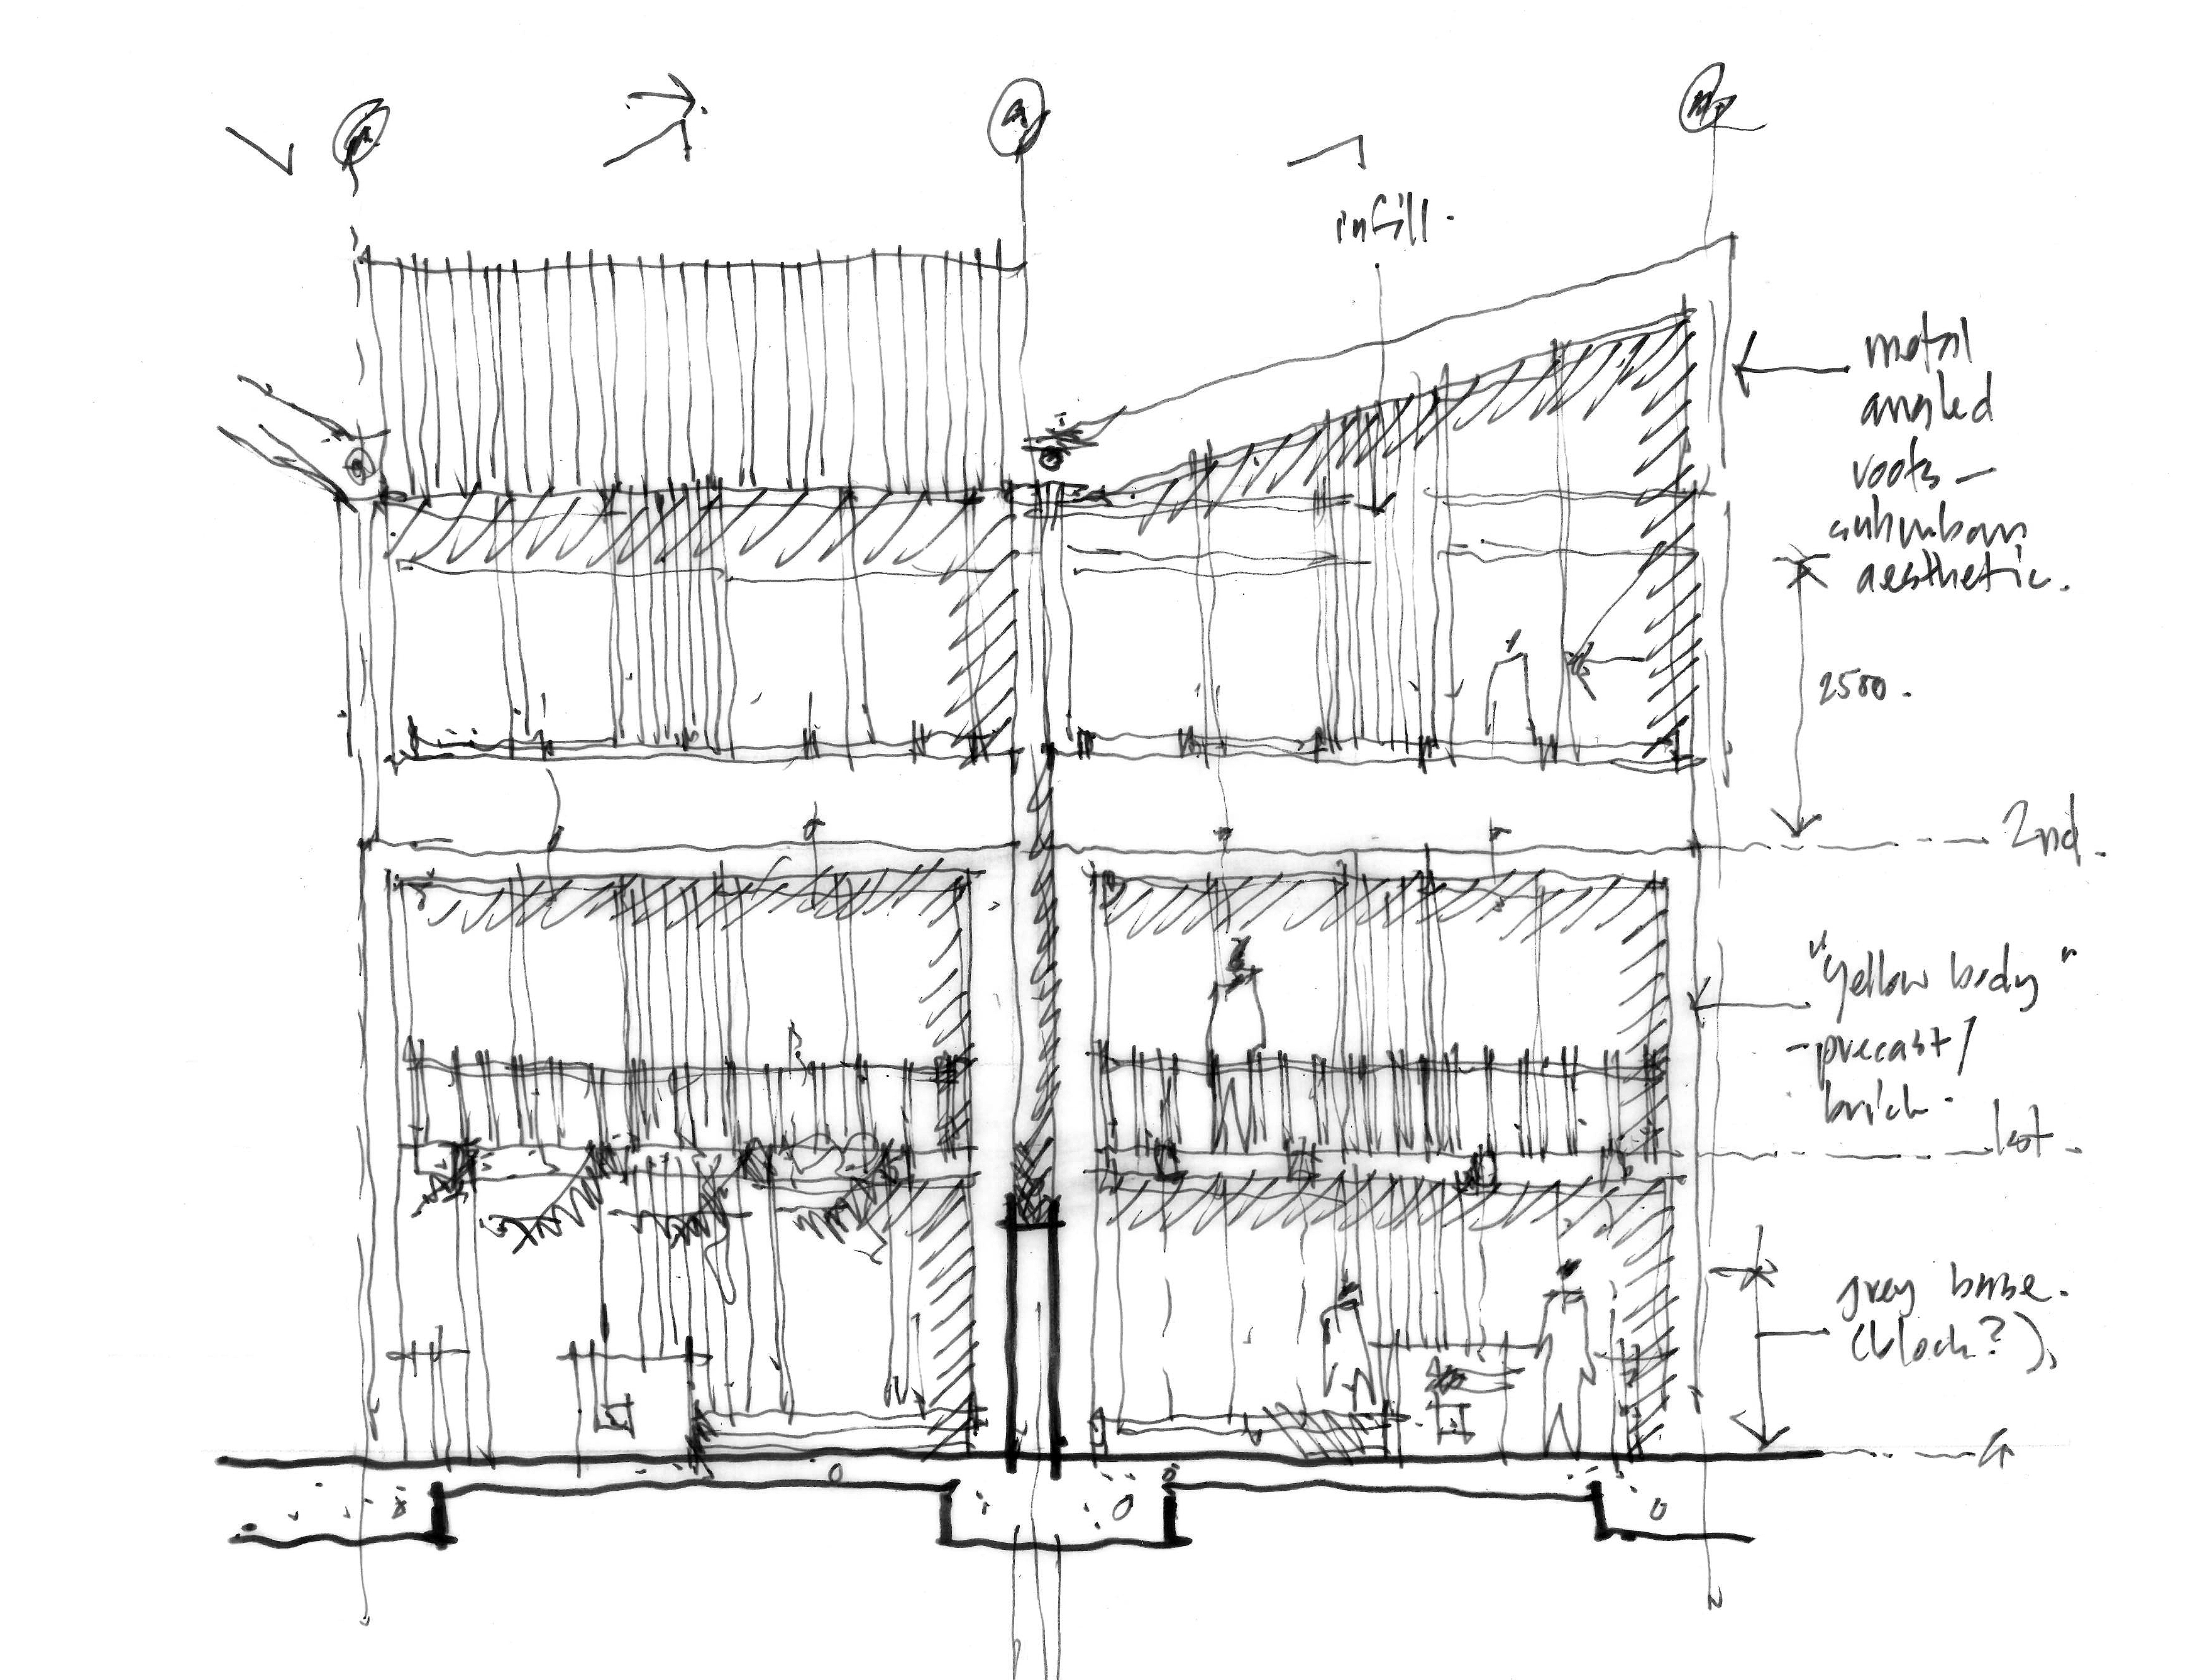 infill.
metal
angled
roofs –
suburban
aesthetic.
2500.
2nd.
"yellow body"
- precast/
brick.
1st.
grey base.
(block?).
G